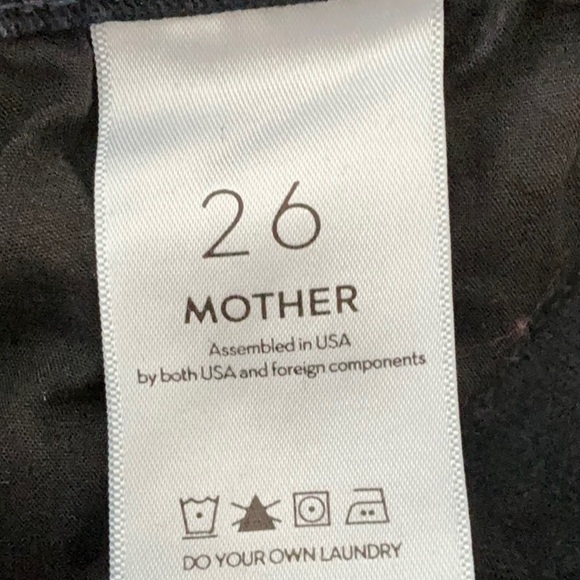 26
MOTHER
Assembled in USA
by both USA and foreign components
DO YOUR OWN LAUNDRY